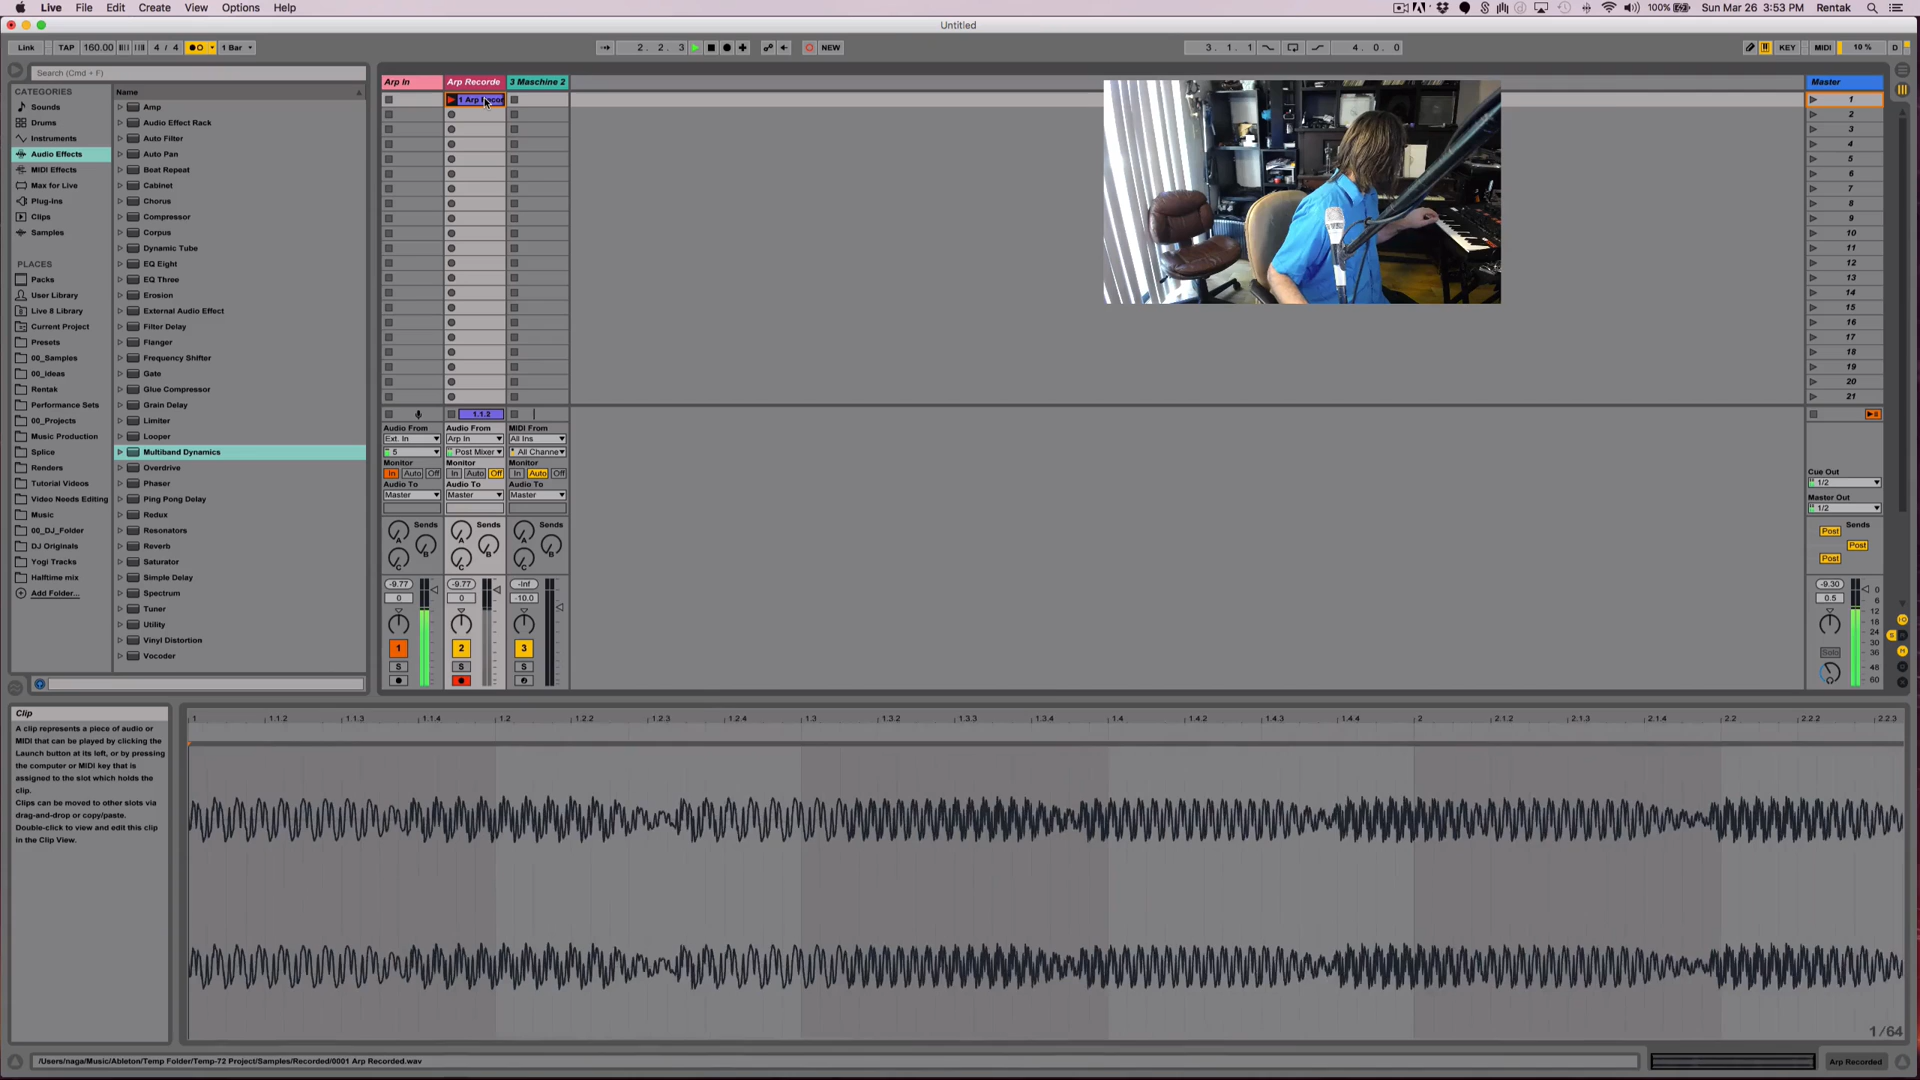 Live File Edit Create View Options Help
100% Sun Mar 26 3:53 PM Rentak
Untitled
Link TAP 160.00 4 / 4 1 Bar 2. 2. 3 NEW 3. 1. 1 4. 0. 0 KEY MIDI 10 % D
Search (Cmd + F)
CATEGORIES
Sounds
Drums
Instruments
Audio Effects
MIDI Effects
Max for Live
Plug-Ins
Clips
Samples
PLACES
Packs
User Library
Live 8 Library
Current Project
Presets
00_Samples
00_Ideas
Rentak
Performance Sets
00_Projects
Music Production
Splice
Renders
Tutorial Videos
Video Needs Editing
Music
00_DJ_Folder
DJ Originals
Yogi Tracks
Halftime mix
Add Folder...
Name
Amp
Audio Effect Rack
Auto Filter
Auto Pan
Beat Repeat
Cabinet
Chorus
Compressor
Corpus
Dynamic Tube
EQ Eight
EQ Three
Erosion
External Audio Effect
Filter Delay
Flanger
Frequency Shifter
Gate
Glue Compressor
Grain Delay
Limiter
Looper
Multiband Dynamics
Overdrive
Phaser
Ping Pong Delay
Redux
Resonators
Reverb
Saturator
Simple Delay
Spectrum
Tuner
Utility
Vinyl Distortion
Vocoder
Arp In Arp Recorde 3 Maschine 2 Master
1 Arp Recor
1
2
3
4
5
6
7
8
9
10
11
12
13
14
15
16
17
18
19
20
21
1.1.2
Audio From Audio From MIDI From
Ext. In Arp In All Ins
5 Post Mixer All Channe
Monitor Monitor Monitor
In Auto Off In Auto Off In Auto Off
Audio To Audio To Audio To
Master Master Master
Cue Out
1/2
Master Out
1/2
Sends Sends Sends Sends
A B A B A B Post Post
C C C Post
-9.77 -9.77 -Inf -9.30
0 0 -10.0 0.5
0
6
12
18
24
30
36
48
60
1 2 3 Solo
S S S
Clip
A clip represents a piece of audio or
MIDI that can be played by clicking the
Launch button at its left, or by pressing
the computer or MIDI key that is
assigned to the slot which holds the
clip.
Clips can be moved to other slots via
drag-and-drop or copy/paste.
Double-click to view and edit this clip
in the Clip View.
1 1.1.2 1.1.3 1.1.4 1.2 1.2.2 1.2.3 1.2.4 1.3 1.3.2 1.3.3 1.3.4 1.4 1.4.2 1.4.3 1.4.4 2 2.1.2 2.1.3 2.1.4 2.2 2.2.2 2.2.3
1/64
/Users/naga/Music/Ableton/Temp Folder/Temp-72 Project/Samples/Recorded/0001 Arp Recorded.wav
Arp Recorded